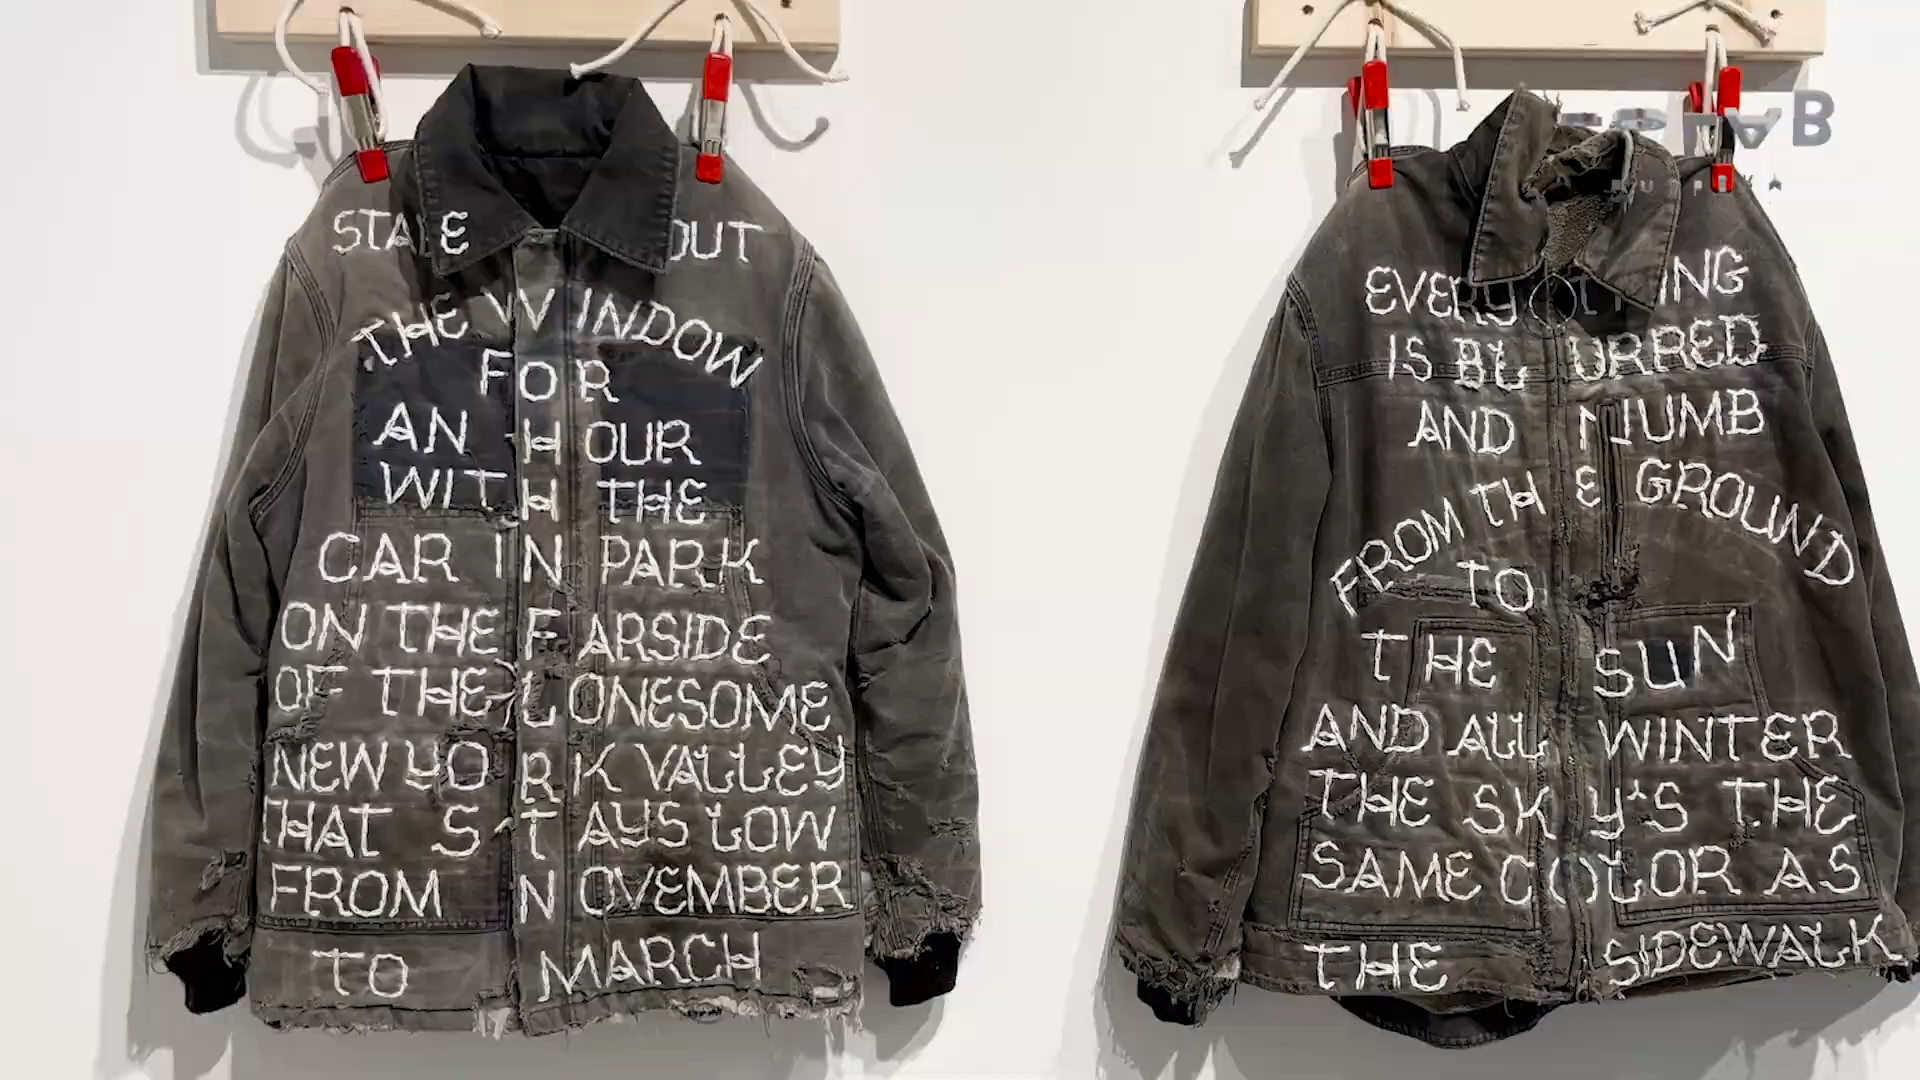 STARE OUT
THE WINDOW
FOR
AN HOUR
WITH THE
CAR IN PARK
ON THE FARSIDE
OF THE LONESOME
NEW YORK VALLEY
THAT STAYS LOW
FROM NOVEMBER
TO MARCH
EVERYTHING
IS BLURRED
AND NUMB
FROM THE GROUND
TO
THE SUN
AND ALL WINTER
THE SKY'S THE
SAME COLOR AS
THE SIDEWALK